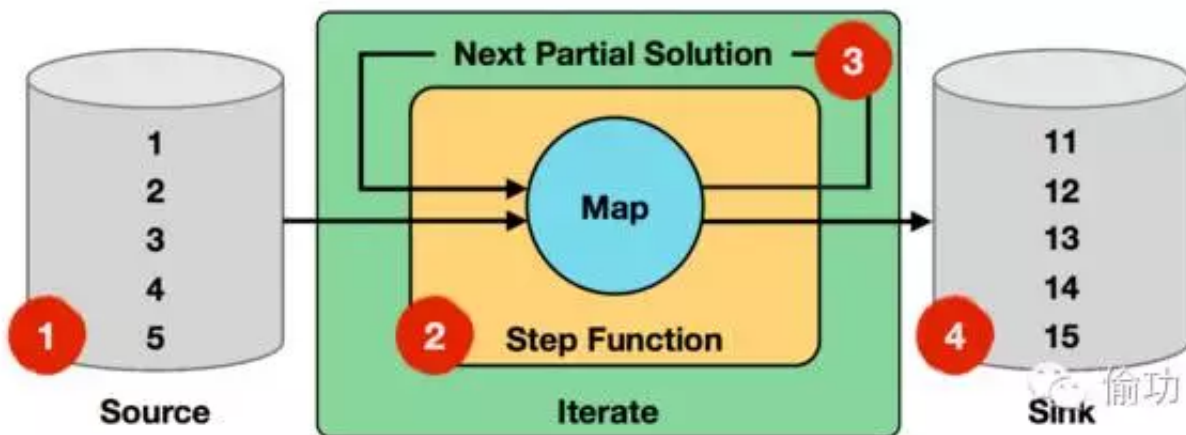 Next Partial Solution
3
1
2
3
4
5
Map
11
12
13
14
15
1
2
4
Step Function
Source
Iterate
Sink
偷功